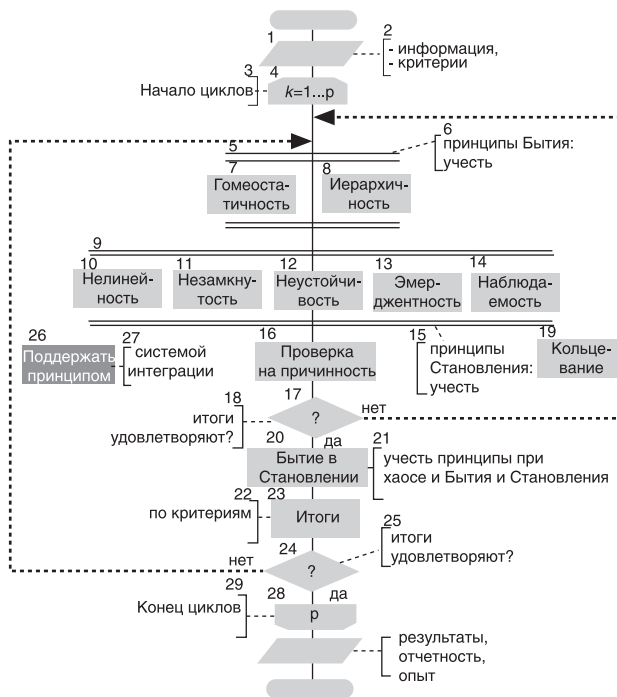 1
2
- информация,
- критерии
3
4
Начало циклов
k=1...p
5
6
принципы Бытия:
учесть
7
8
Гомеоста-
тичность
Иерархич-
ность
9
10
11
12
13
14
Нелиней-
ность
Незамкну-
тость
Неустойчи-
вость
Эмер-
джентность
Наблюда-
емость
26
27
16
15
19
Поддержать
принципом
системой
интеграции
Проверка
на причинность
принципы
Становления:
учесть
Кольце-
вание
17
18
?
нет
итоги
удовлетворяют?
да
20
21
Бытие в
Становлении
учесть принципы при
хаосе и Бытия и Становления
22
23
по критериям
Итоги
24
25
нет
?
итоги
удовлетворяют?
да
29
28
Конец циклов
p
результаты,
отчетность,
опыт